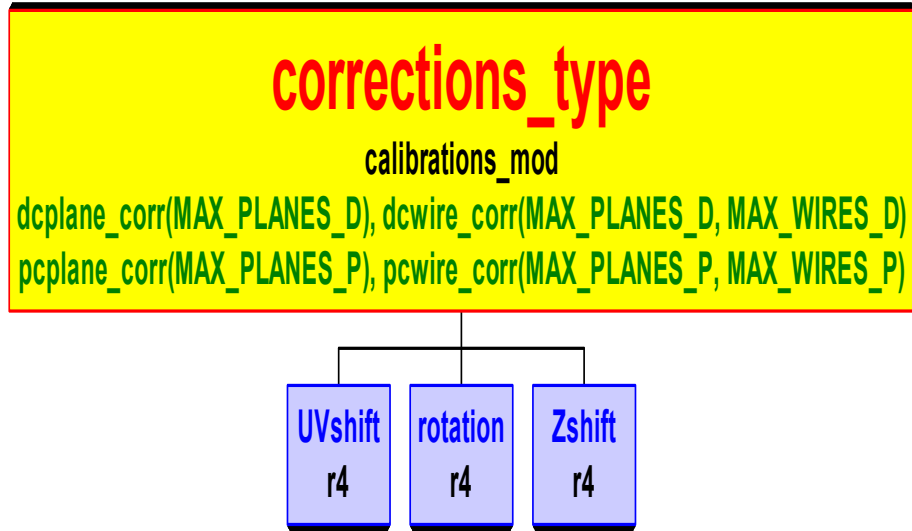 corrections_type
calibrations_mod
dcplane_corr(MAX_PLANES_D), dcwire_corr(MAX_PLANES_D, MAX_WIRES_D)
pcplane_corr(MAX_PLANES_P), pcwire_corr(MAX_PLANES_P, MAX_WIRES_P)
UVshift rotation Zshift
r4 r4 r4